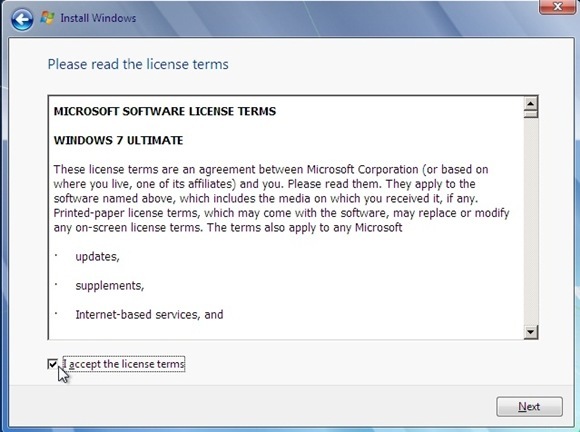 Install Windows
Please read the license terms
MICROSOFT SOFTWARE LICENSE TERMS
WINDOWS 7 ULTIMATE
These license terms are an agreement between Microsoft Corporation (or based on
where you live, one of its affiliates) and you. Please read them. They apply to the
software named above, which includes the media on which you received it, if any.
Printed-paper license terms, which may come with the software, may replace or modify
any on-screen license terms. The terms also apply to any Microsoft
· updates,
· supplements,
· Internet-based services, and
I accept the license terms
Next